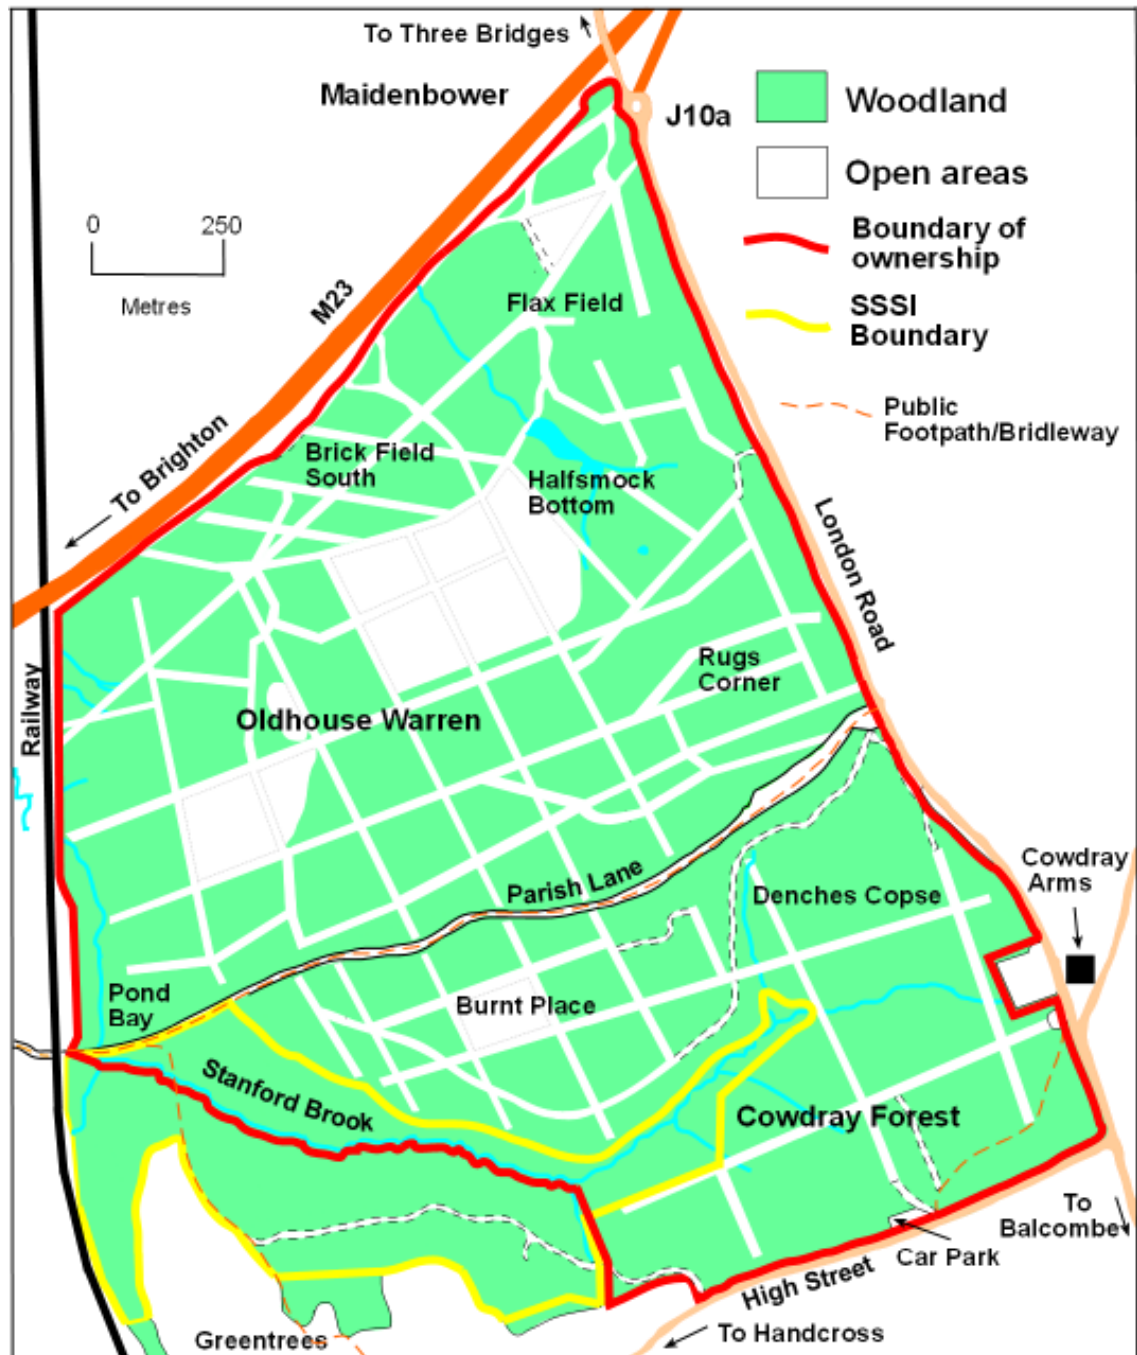 To Three Bridges
Maidenbower
J10a
Woodland
Open areas
Boundary of
ownership
SSSI
Boundary
Public
Footpath/Bridleway
0 250
Metres
M23
Flax Field
To Brighton
Brick Field
South
Halfsmock
Bottom
London Road
Railway
Rugs
Corner
Oldhouse Warren
Parish Lane
Denches Copse
Cowdray
Arms
Pond
Bay
Burnt Place
Stanford Brook
Cowdray Forest
To
Balcombe
Car Park
High Street
To Handcross
Greentrees